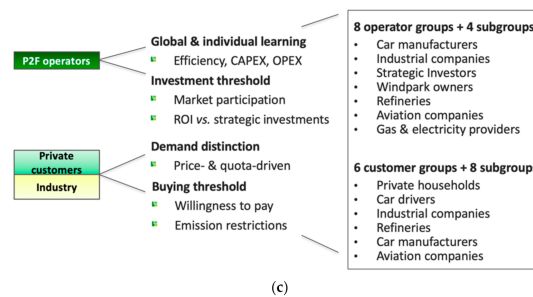 P2F operators
Private
customers
Industry
Global & individual learning
Efficiency, CAPEX, OPEX
Investment threshold
Market participation
ROI vs. strategic investments
Demand distinction
Price- & quota-driven
Buying threshold
Willingness to pay
Emission restrictions
8 operator groups + 4 subgroups
• Car manufacturers
• Industrial companies
• Strategic Investors
• Windpark owners
• Refineries
• Aviation companies
• Gas & electricity providers
6 customer groups + 8 subgroup
• Private households
• Car drivers
• Industrial companies
• Refineries
• Car manufacturers
• Aviation companies
(c)